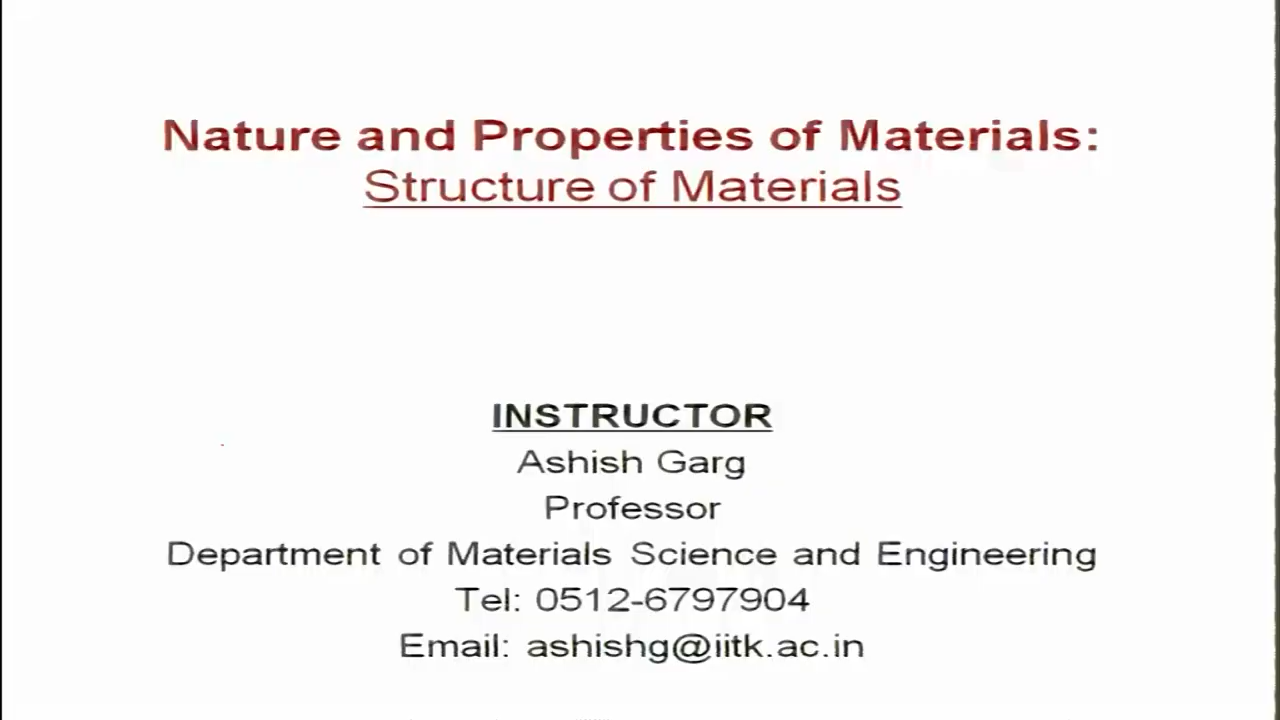 Nature and Properties of Materials:
Structure of Materials
INSTRUCTOR
Ashish Garg
Professor
Department of Materials Science and Engineering
Tel: 0512-6797904
Email: ashishg@iitk.ac.in